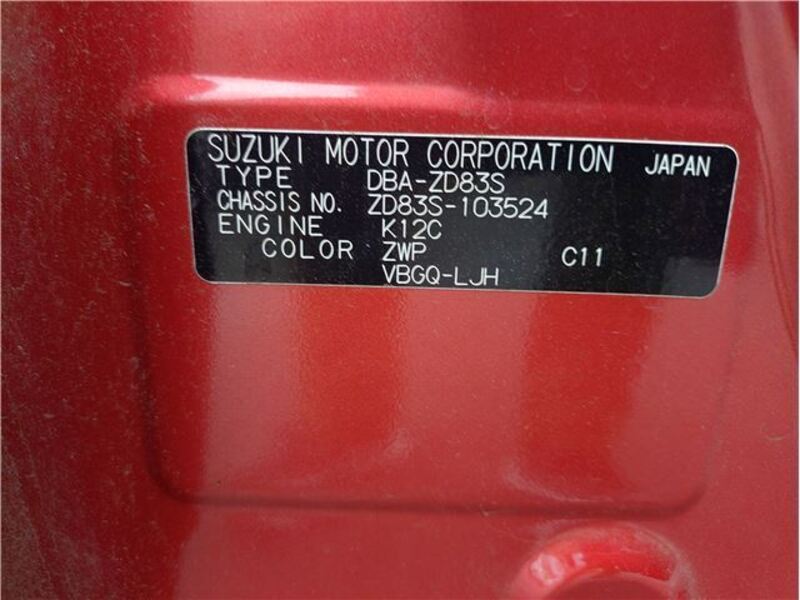 SUZUKI MOTOR CORPORATION JAPAN
TYPE DBA-ZD83S
CHASSIS NO. ZD83S-103524
ENGINE K12C
COLOR ZWP C11
VBGQ-LJH